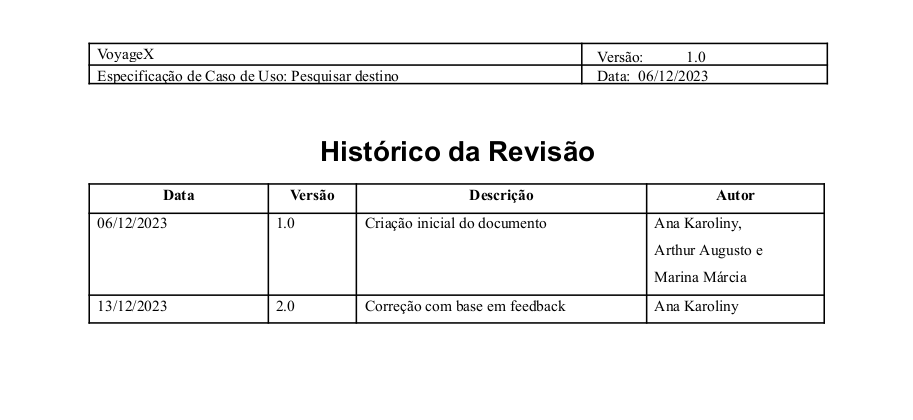 VoyageX Versão: 1.0
Especificação de Caso de Uso: Pesquisar destino Data: 06/12/2023
Histórico da Revisão
Data Versão Descrição Autor
06/12/2023 1.0 Criação inicial do documento Ana Karoliny,
Arthur Augusto e
Marina Márcia
13/12/2023 2.0 Correção com base em feedback Ana Karoliny